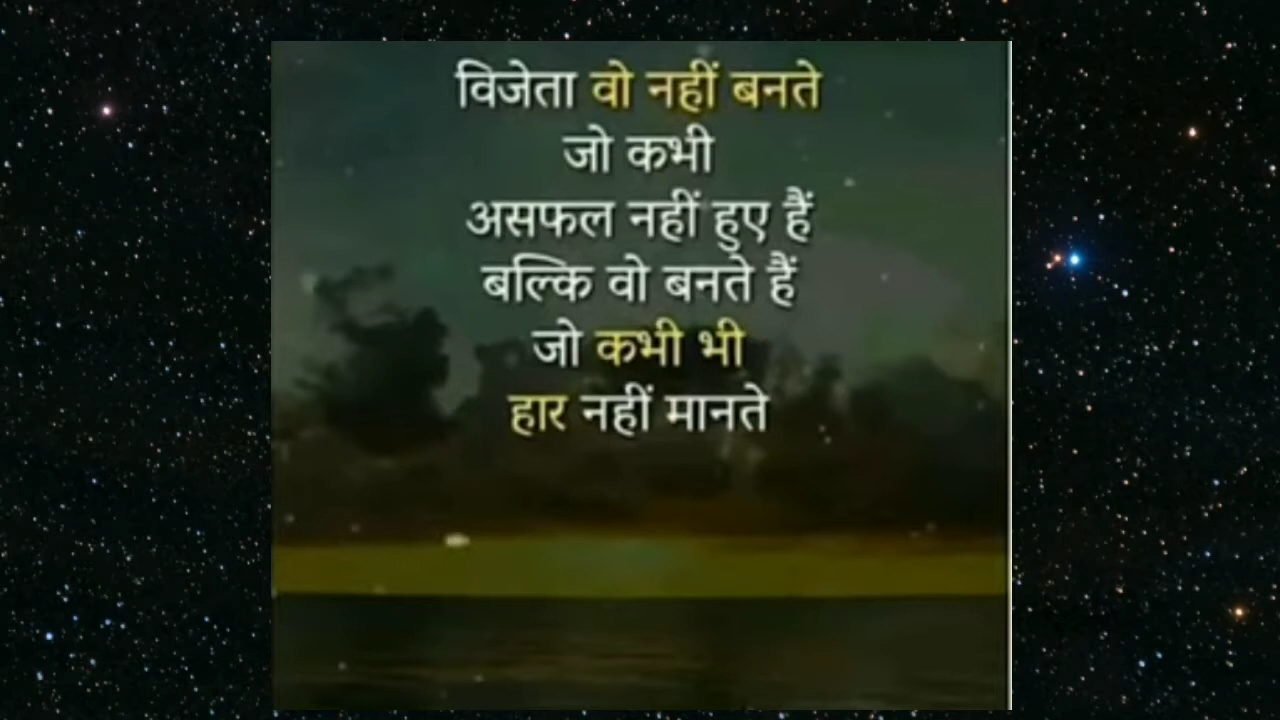 विजेता वो नहीं बनते
जो कभी
असफल नहीं हुए हैं
बल्कि वो बनते हैं
जो कभी भी
हार नहीं मानते